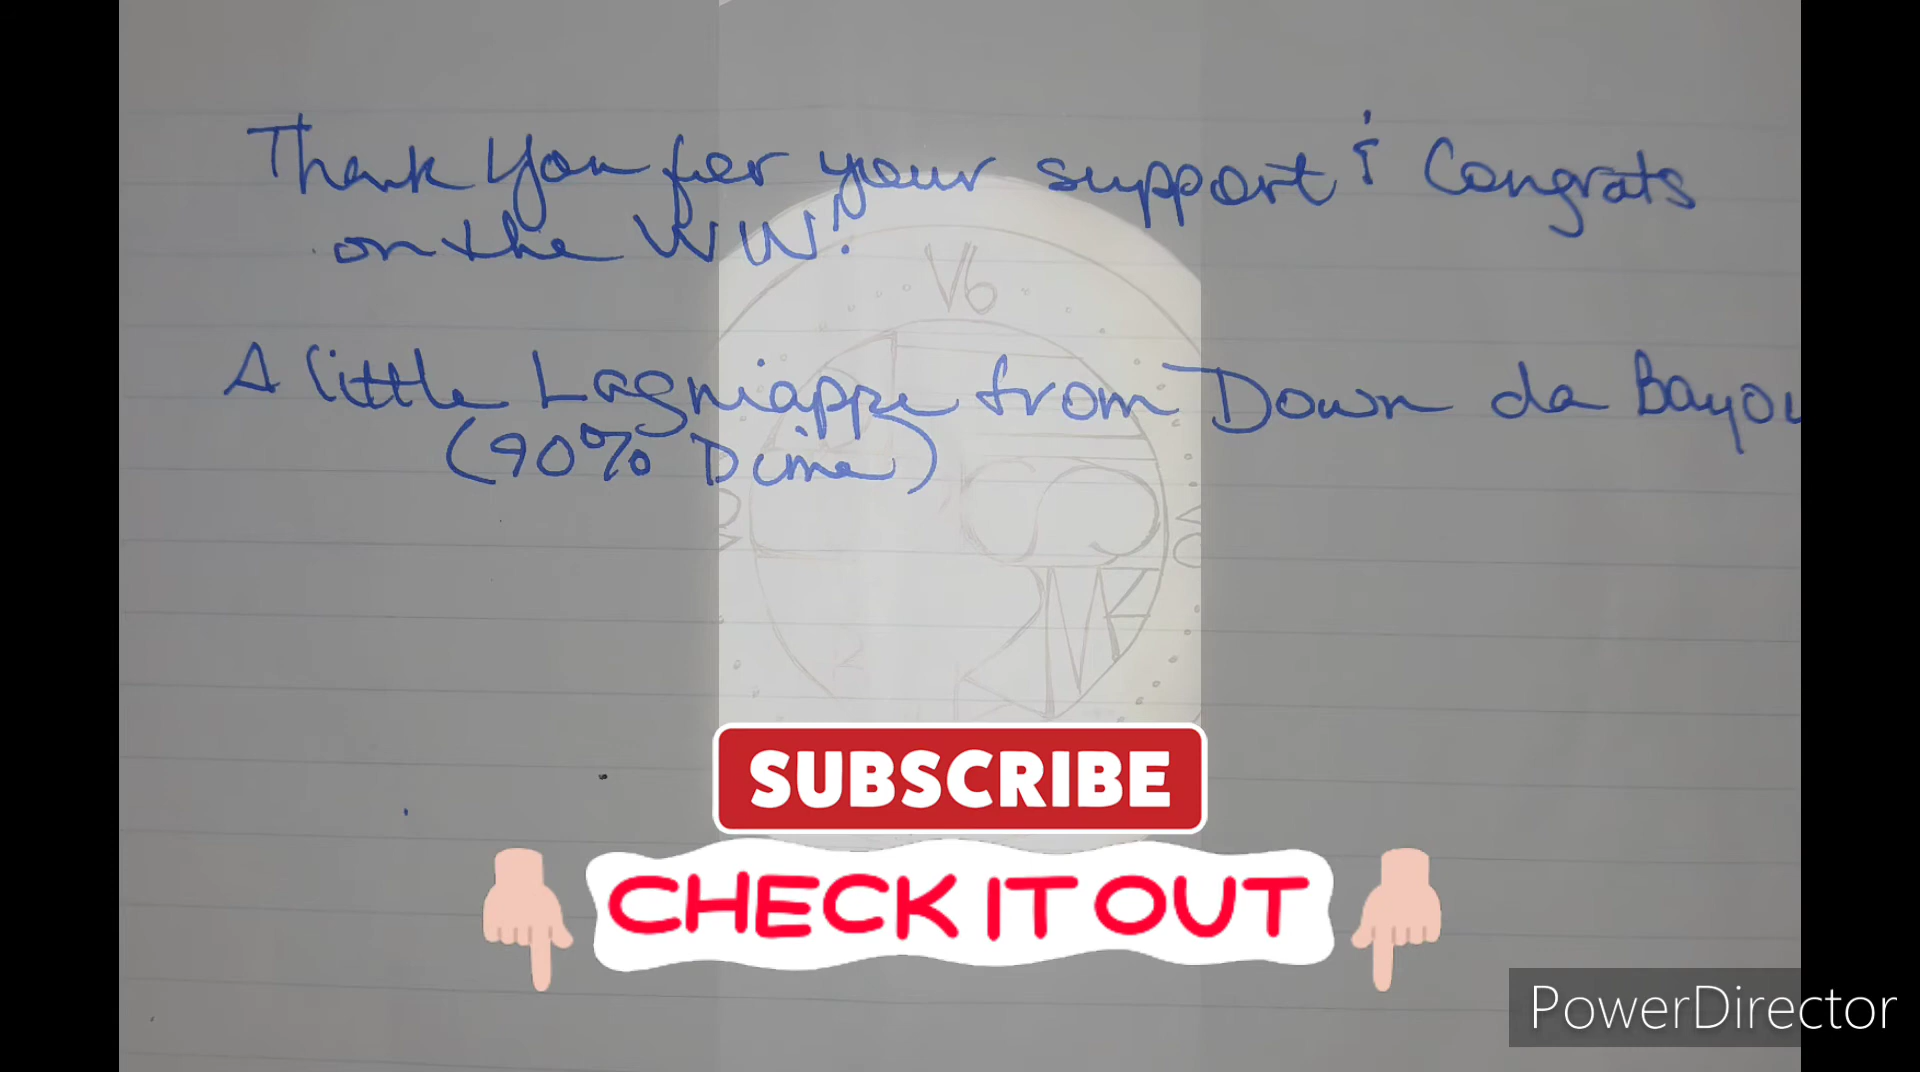 Thank You for your support & Congrats
on the WIN!
V6
A little Lagniappe from Down da Bayou
(90% Dime)
SUBSCRIBE
CHECK IT OUT
PowerDirector